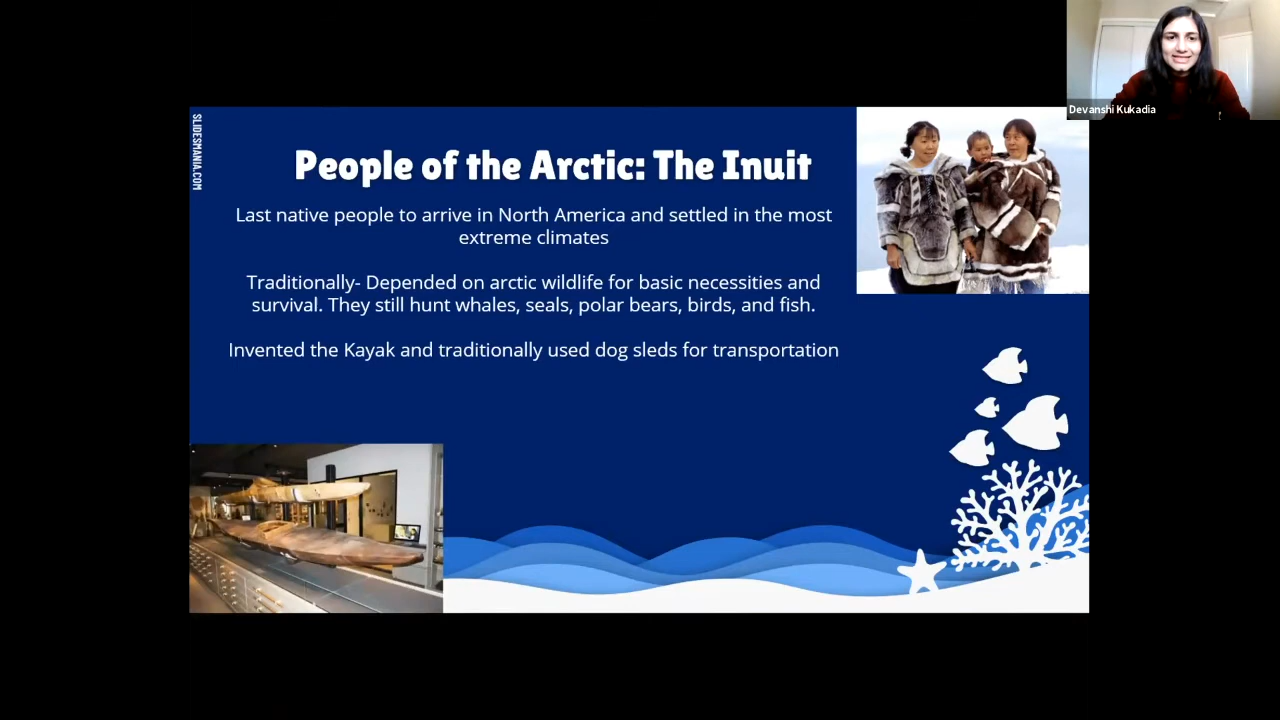 Devanshi Kukadia
SLIDESMANIA.COM
People of the Arctic: The Inuit
Last native people to arrive in North America and settled in the most
extreme climates
Traditionally- Depended on arctic wildlife for basic necessities and
survival. They still hunt whales, seals, polar bears, birds, and fish.
Invented the Kayak and traditionally used dog sleds for transportation